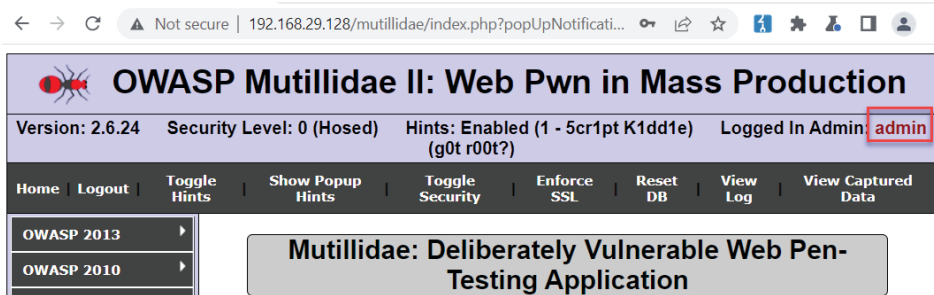 Not secure | 192.168.29.128/mutillidae/index.php?popUpNotificati...
OWASP Mutillidae II: Web Pwn in Mass Production
Version: 2.6.24 Security Level: 0 (Hosed) Hints: Enabled (1 - 5cr1pt K1dd1e) Logged In Admin: admin
(g0t r00t?)
Home | Logout | Toggle Hints | Show Popup Hints | Toggle Security | Enforce SSL | Reset DB | View Log | View Captured Data
OWASP 2013
OWASP 2010
Mutillidae: Deliberately Vulnerable Web Pen-
Testing Application